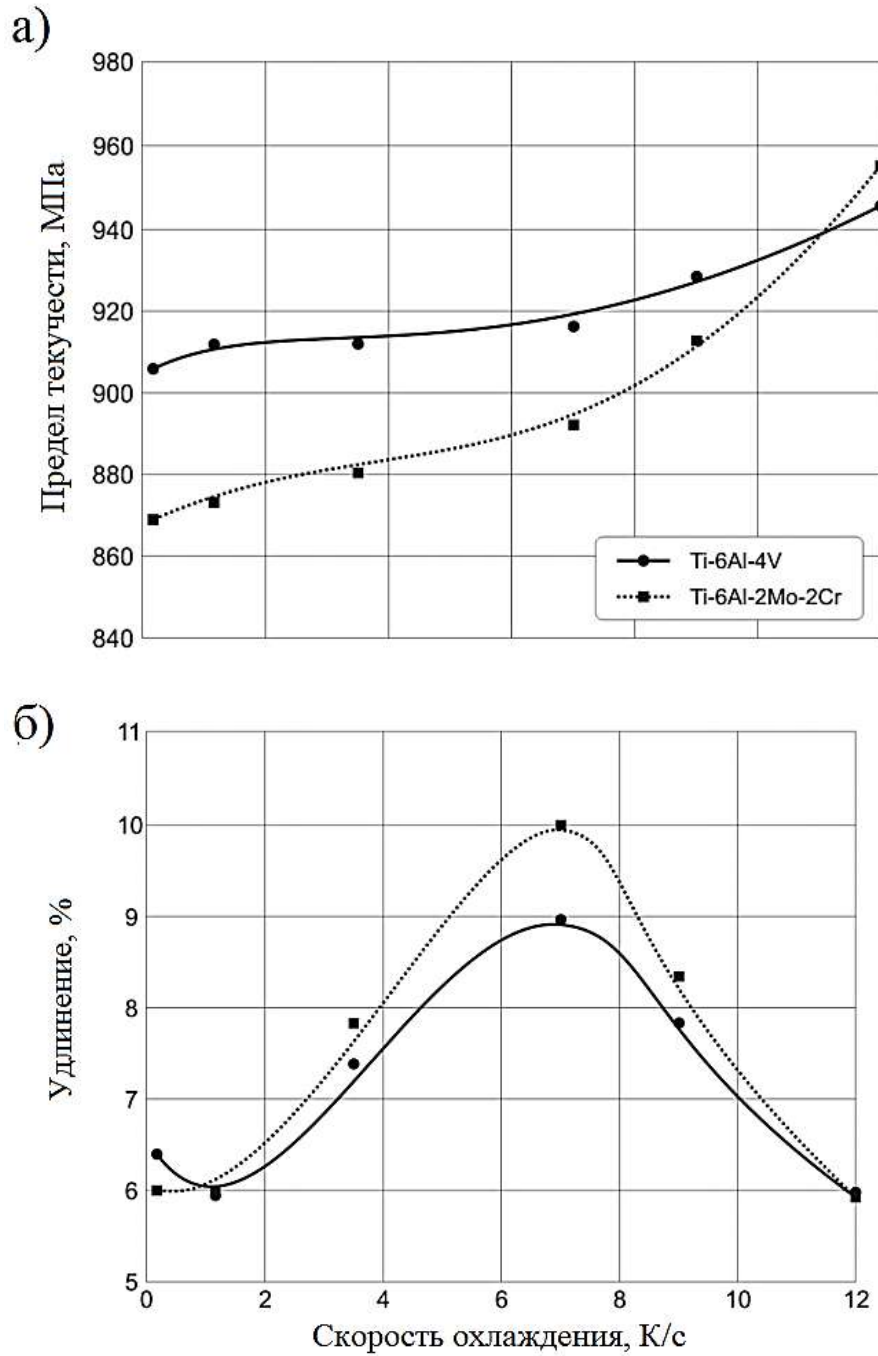 а)
980
960
940
920
900
880
860
840
Предел текучести, МПа
Ti-6Al-4V
Ti-6Al-2Mo-2Cr
б)
11
10
9
8
7
6
5
Удлинение, %
0 2 4 6 8 10 12
Скорость охлаждения, К/с